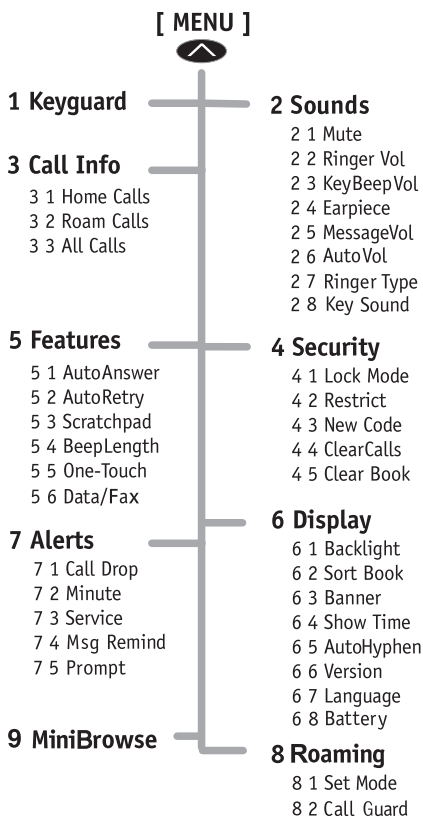 [ MENU ]
1 Keyguard
2 Sounds
2 1 Mute
2 2 Ringer Vol
2 3 KeyBeepVol
2 4 Earpiece
2 5 MessageVol
2 6 AutoVol
2 7 Ringer Type
2 8 Key Sound
3 Call Info
3 1 Home Calls
3 2 Roam Calls
3 3 All Calls
4 Security
4 1 Lock Mode
4 2 Restrict
4 3 New Code
4 4 ClearCalls
4 5 Clear Book
5 Features
5 1 AutoAnswer
5 2 AutoRetry
5 3 Scratchpad
5 4 BeepLength
5 5 One-Touch
5 6 Data/Fax
6 Display
6 1 Backlight
6 2 Sort Book
6 3 Banner
6 4 Show Time
6 5 AutoHyphen
6 6 Version
6 7 Language
6 8 Battery
7 Alerts
7 1 Call Drop
7 2 Minute
7 3 Service
7 4 Msg Remind
7 5 Prompt
8 Roaming
8 1 Set Mode
8 2 Call Guard
9 MiniBrowse